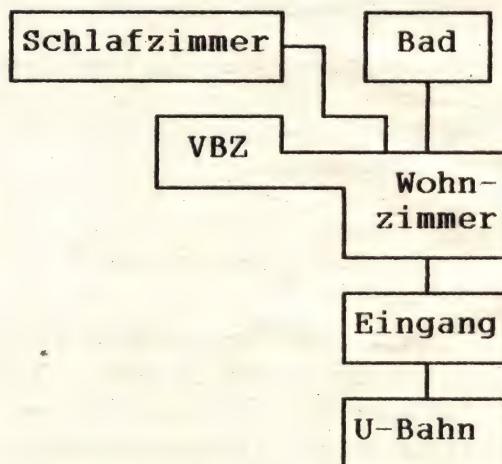 Schlafzimmer
Bad
VBZ
Wohn-
zimmer
Eingang
U-Bahn